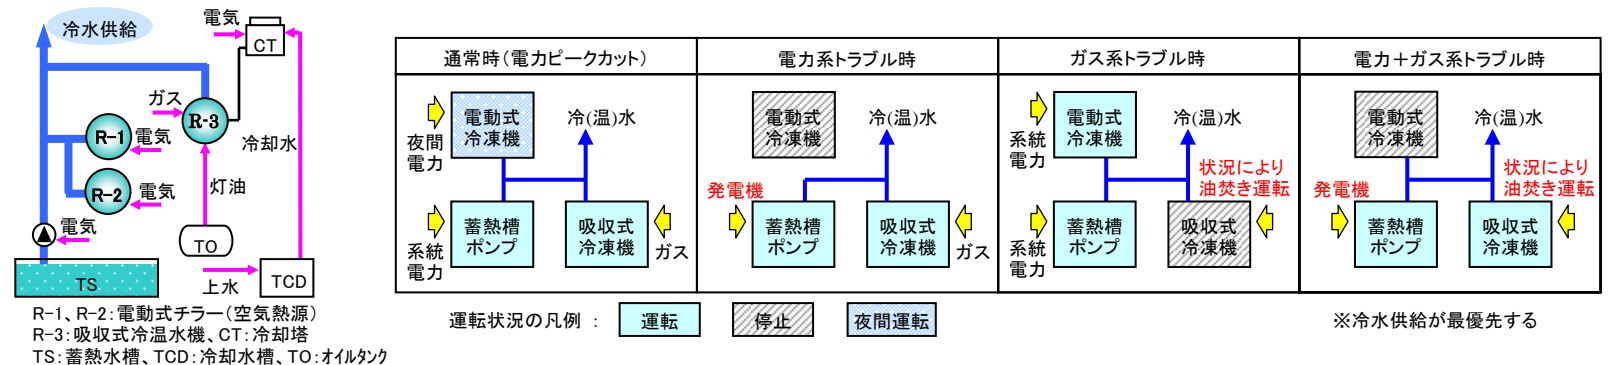 冷水供給
電気
CT
ガス
R-3
R-1
電気
冷却水
R-2
電気
灯油
電気
TO
TS
上水
TCD
R-1、R-2：電動式チラー（空気熱源）
R-3：吸収式冷温水機、CT：冷却塔
TS：蓄熱水槽、TCD：冷却水槽、TO：オイルタンク
通常時（電力ピークカット）
電動式
冷凍機
冷(温)水
夜間
電力
蓄熱槽
ポンプ
吸収式
冷凍機
系統
電力
ガス
電力系トラブル時
電動式
冷凍機
冷(温)水
発電機
蓄熱槽
ポンプ
吸収式
冷凍機
ガス
ガス系トラブル時
電動式
冷凍機
冷(温)水
系統
電力
状況により
油焚き運転
蓄熱槽
ポンプ
吸収式
冷凍機
系統
電力
電力＋ガス系トラブル時
電動式
冷凍機
冷(温)水
状況により
油焚き運転
発電機
蓄熱槽
ポンプ
吸収式
冷凍機
運転状況の凡例 ：
運転
停止
夜間運転
※冷水供給が最優先する